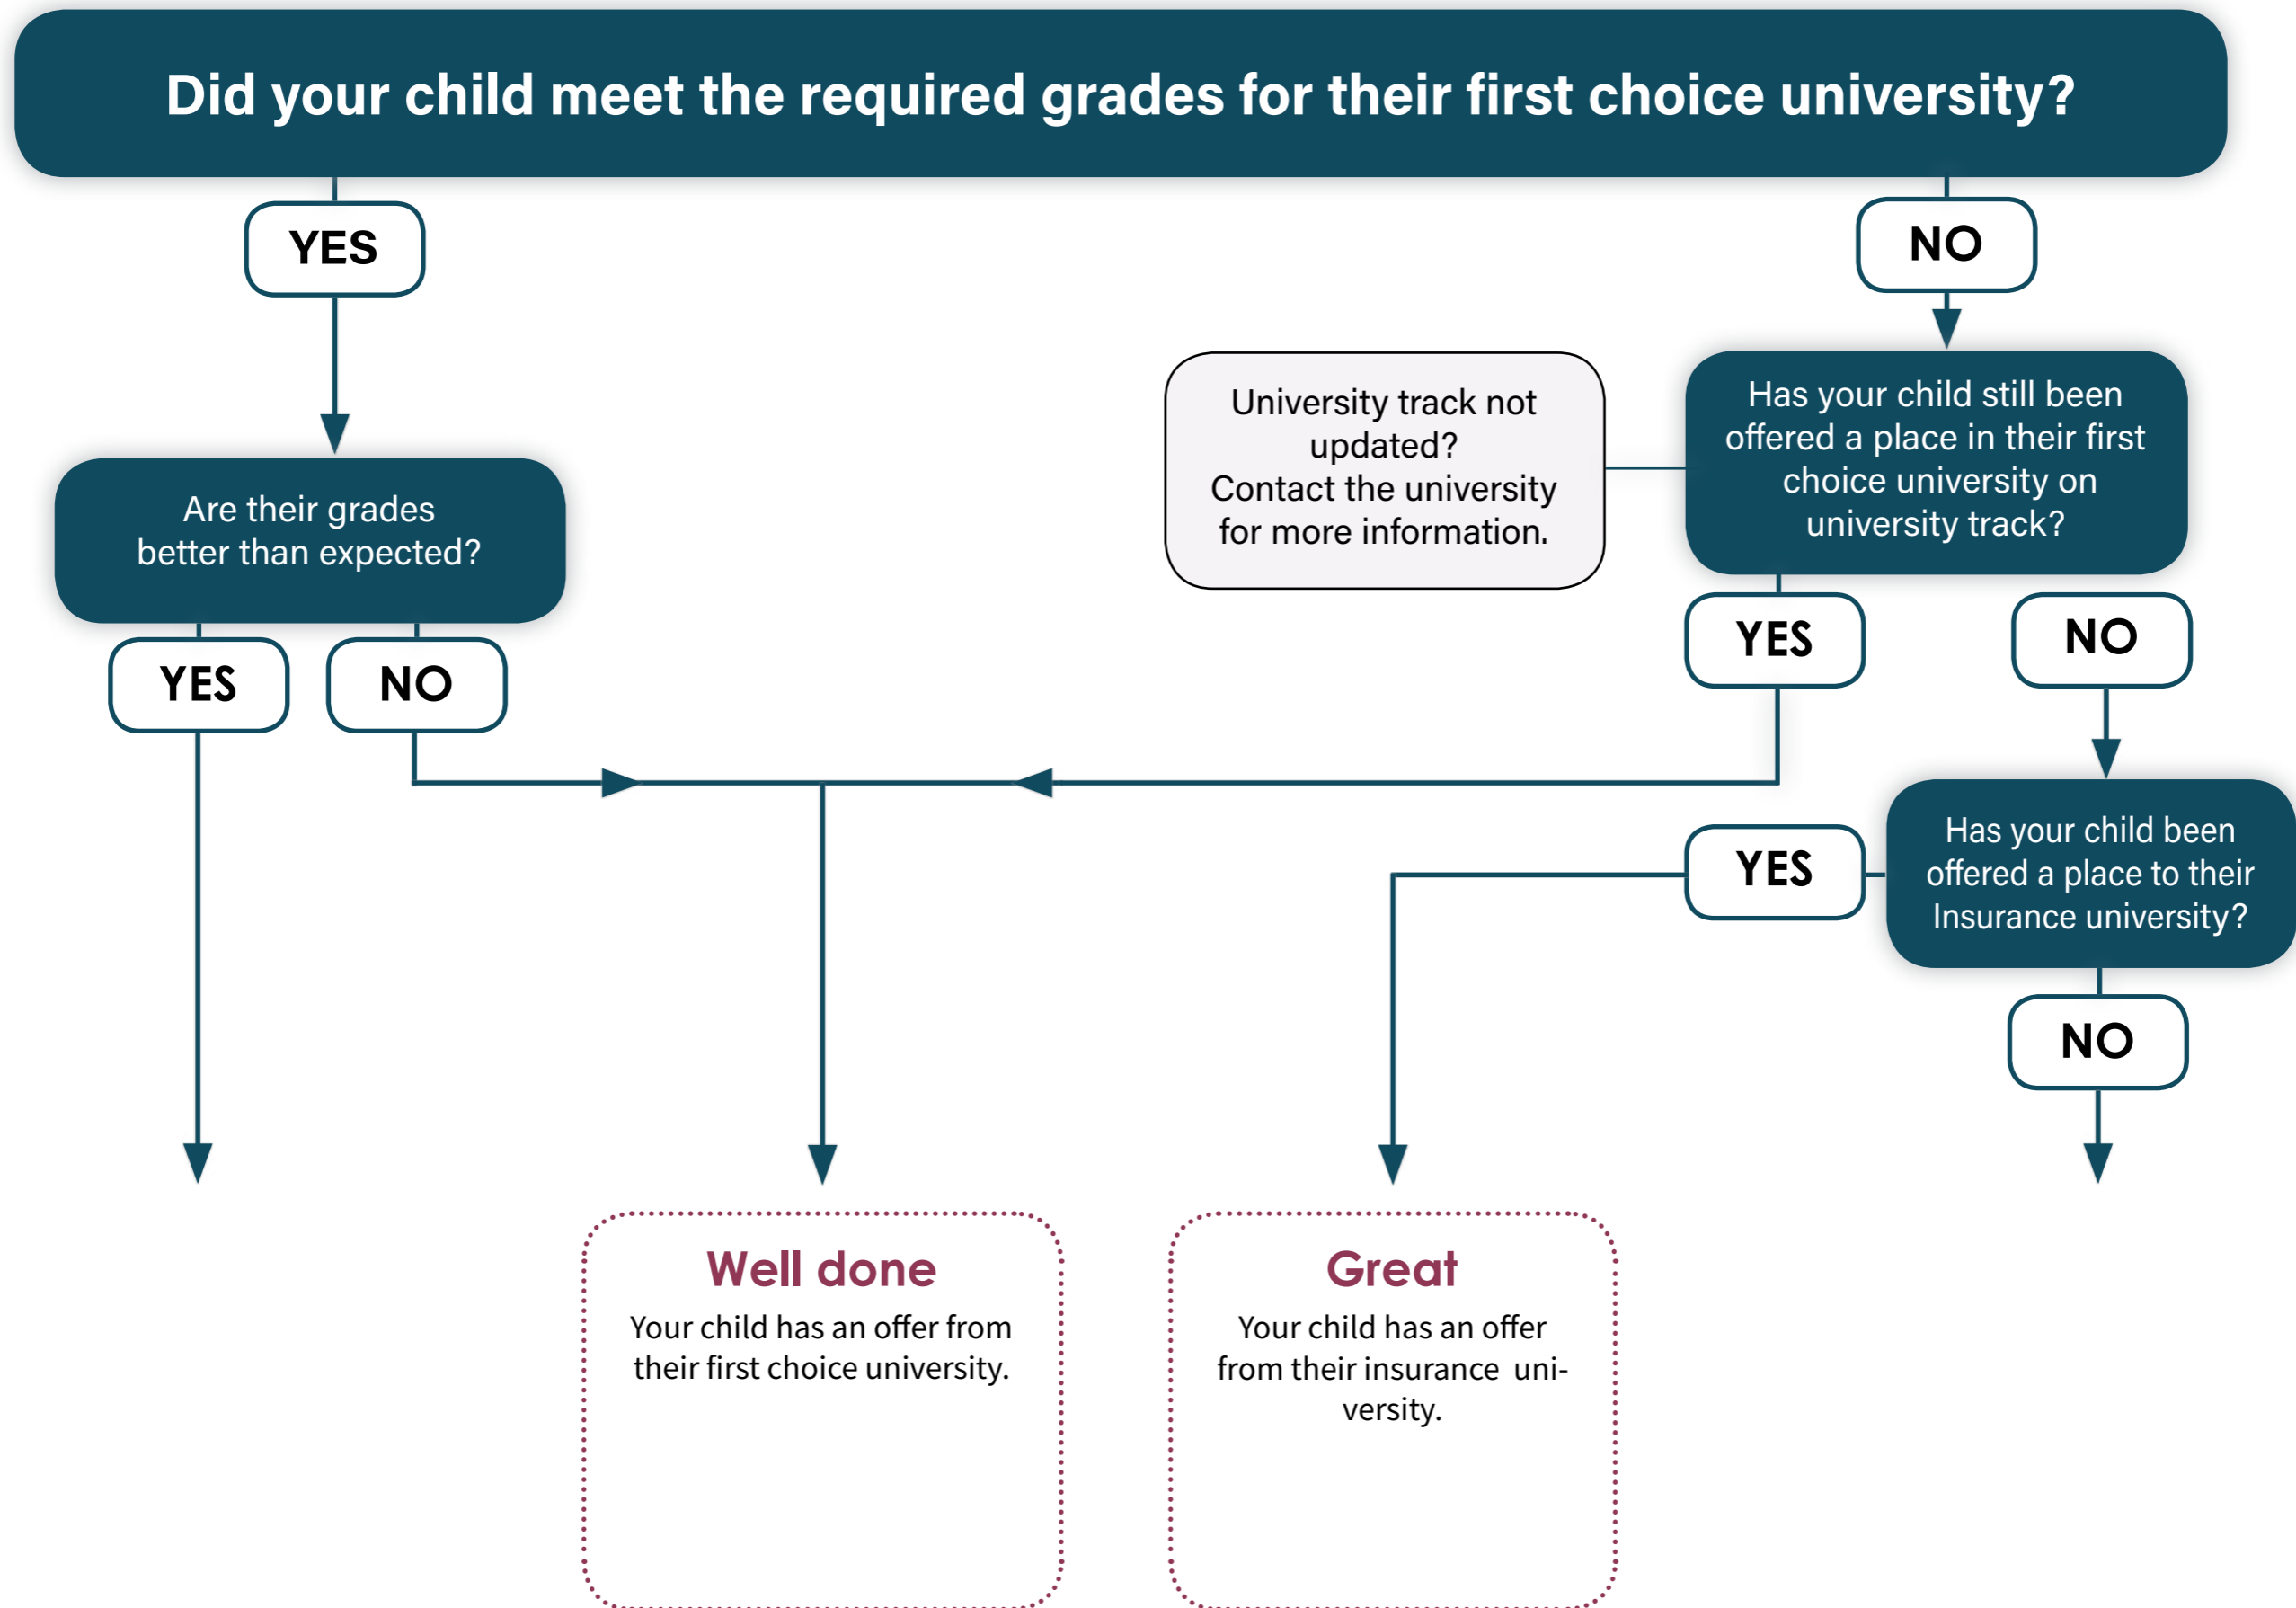 Did your child meet the required grades for their first choice university?
YES
NO
University track not
updated?
Contact the university
for more information.
Has your child still been
offered a place in their first
choice university on
university track?
Are their grades
better than expected?
YES
NO
YES
NO
YES
Has your child been
offered a place to their
Insurance university?
NO
Well done
Your child has an offer from
their first choice university.
Great
Your child has an offer
from their insurance  uni-
versity.